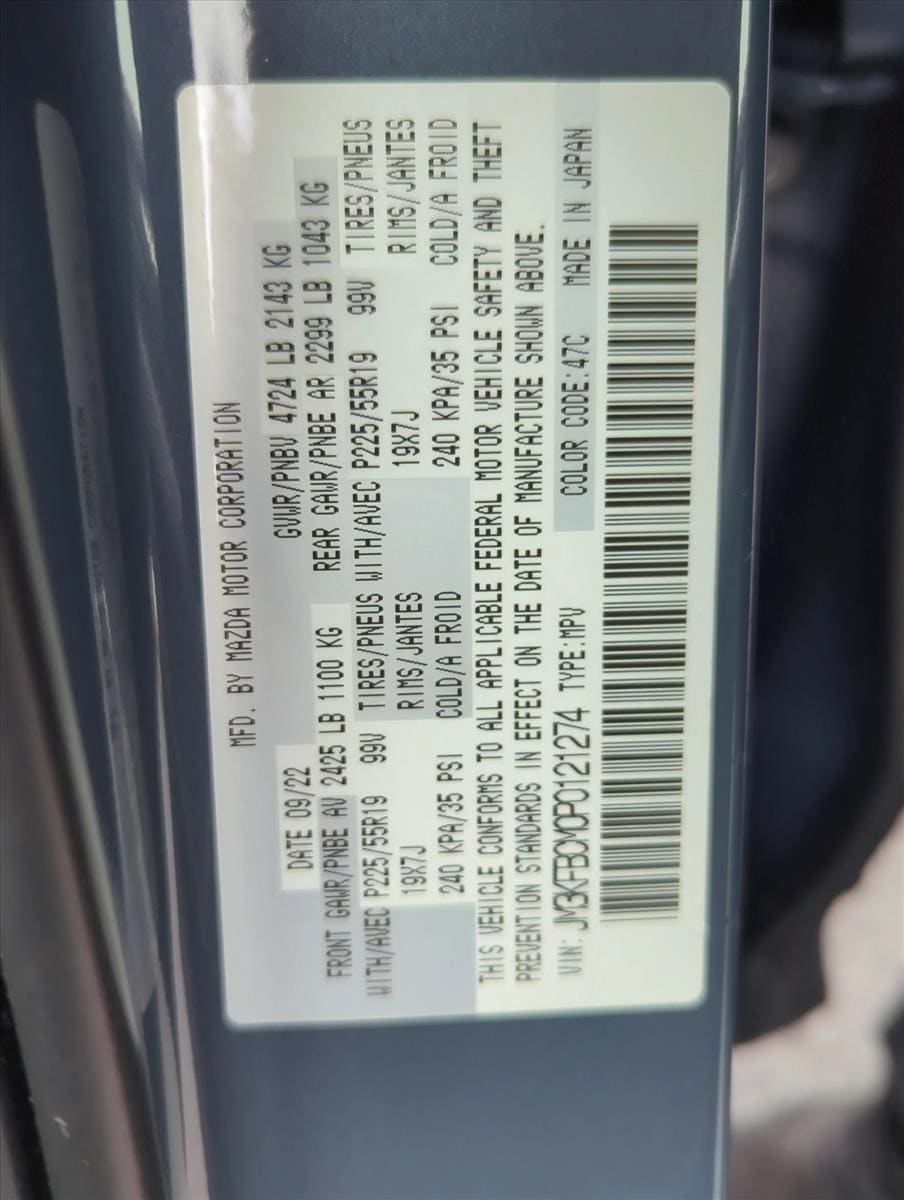 MFD. BY MAZDA MOTOR CORPORATION
DATE 09/22 GVWR/PNBV 4724 LB 2143 KG
FRONT GAWR/PNBE AV 2425 LB 1100 KG REAR GAWR/PNBE AR 2299 LB 1043 KG
WITH/AVEC P225/55R19 99V TIRES/PNEUS WITH/AVEC P225/55R19 99V TIRES/PNEUS
19X7J RIMS/JANTES 19X7J RIMS/JANTES
240 KPA/35 PSI COLD/A FROID 240 KPA/35 PSI COLD/A FROID
THIS VEHICLE CONFORMS TO ALL APPLICABLE FEDERAL MOTOR VEHICLE SAFETY AND THEFT
PREVENTION STANDARDS IN EFFECT ON THE DATE OF MANUFACTURE SHOWN ABOVE.
VIN: JM3KFBCM0P0121274 TYPE:MPV COLOR CODE:47C MADE IN JAPAN